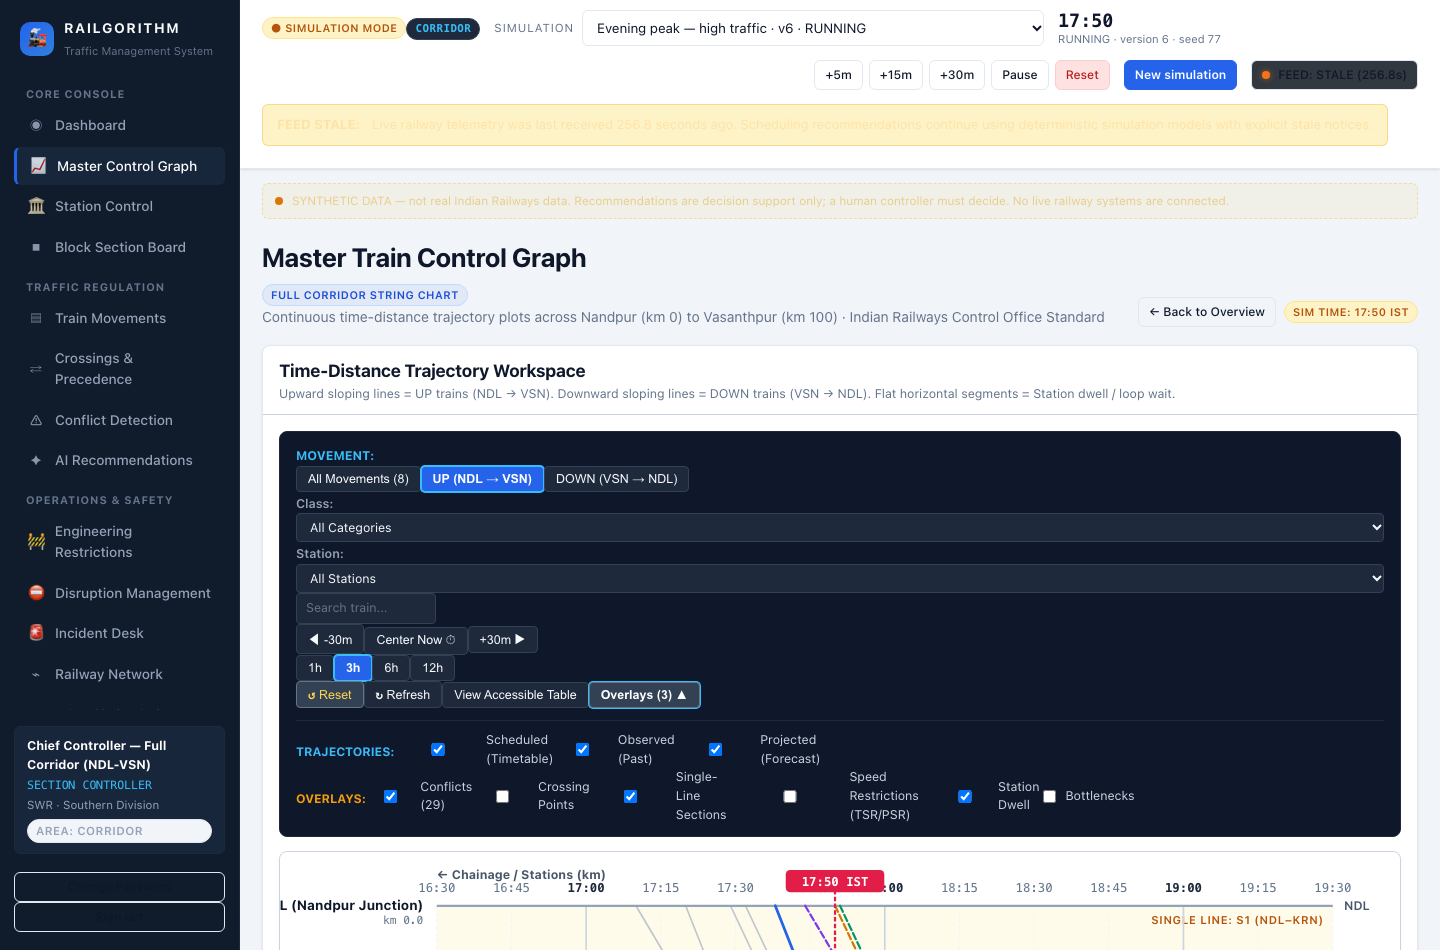 RAILGORITHM
Traffic Management System
CORE CONSOLE
Dashboard
Master Control Graph
Station Control
Block Section Board
TRAFFIC REGULATION
Train Movements
Crossings &
Precedence
Conflict Detection
AI Recommendations
OPERATIONS & SAFETY
Engineering
Restrictions
Disruption Management
Incident Desk
Railway Network
Chief Controller — Full
Corridor (NDL-VSN)
SECTION CONTROLLER
SWR · Southern Division
AREA: CORRIDOR
SIMULATION MODE CORRIDOR SIMULATION Evening peak — high traffic · v6 · RUNNING 17:50
RUNNING · version 6 · seed 77
+5m +15m +30m Pause Reset New simulation FEED: STALE (256.8s)
FEED STALE: Live railway telemetry was last received 256.8 seconds ago. Scheduling recommendations continue using deterministic simulation models with explicit stale notices.
SYNTHETIC DATA — not real Indian Railways data. Recommendations are decision support only; a human controller must decide. No live railway systems are connected.
Master Train Control Graph
FULL CORRIDOR STRING CHART
Continuous time-distance trajectory plots across Nandpur (km 0) to Vasanthpur (km 100) · Indian Railways Control Office Standard
← Back to Overview SIM TIME: 17:50 IST
Time-Distance Trajectory Workspace
Upward sloping lines = UP trains (NDL → VSN). Downward sloping lines = DOWN trains (VSN → NDL). Flat horizontal segments = Station dwell / loop wait.
MOVEMENT:
All Movements (8) UP (NDL → VSN) DOWN (VSN → NDL)
Class:
All Categories
Station:
All Stations
Search train...
◀ -30m Center Now ⏱ +30m ▶
1h 3h 6h 12h
↺ Reset ↻ Refresh View Accessible Table Overlays (3) ▲
TRAJECTORIES: Scheduled (Timetable) Observed (Past) Projected (Forecast)
OVERLAYS: Conflicts (29) Crossing Points Single-Line Sections Speed Restrictions (TSR/PSR) Station Dwell Bottlenecks
← Chainage / Stations (km)
17:50 IST
16:30 16:45 17:00 17:15 17:30 :00 18:15 18:30 18:45 19:00 19:15 19:30
L (Nandpur Junction) NDL
km 0.0 SINGLE LINE: S1 (NDL–KRN)